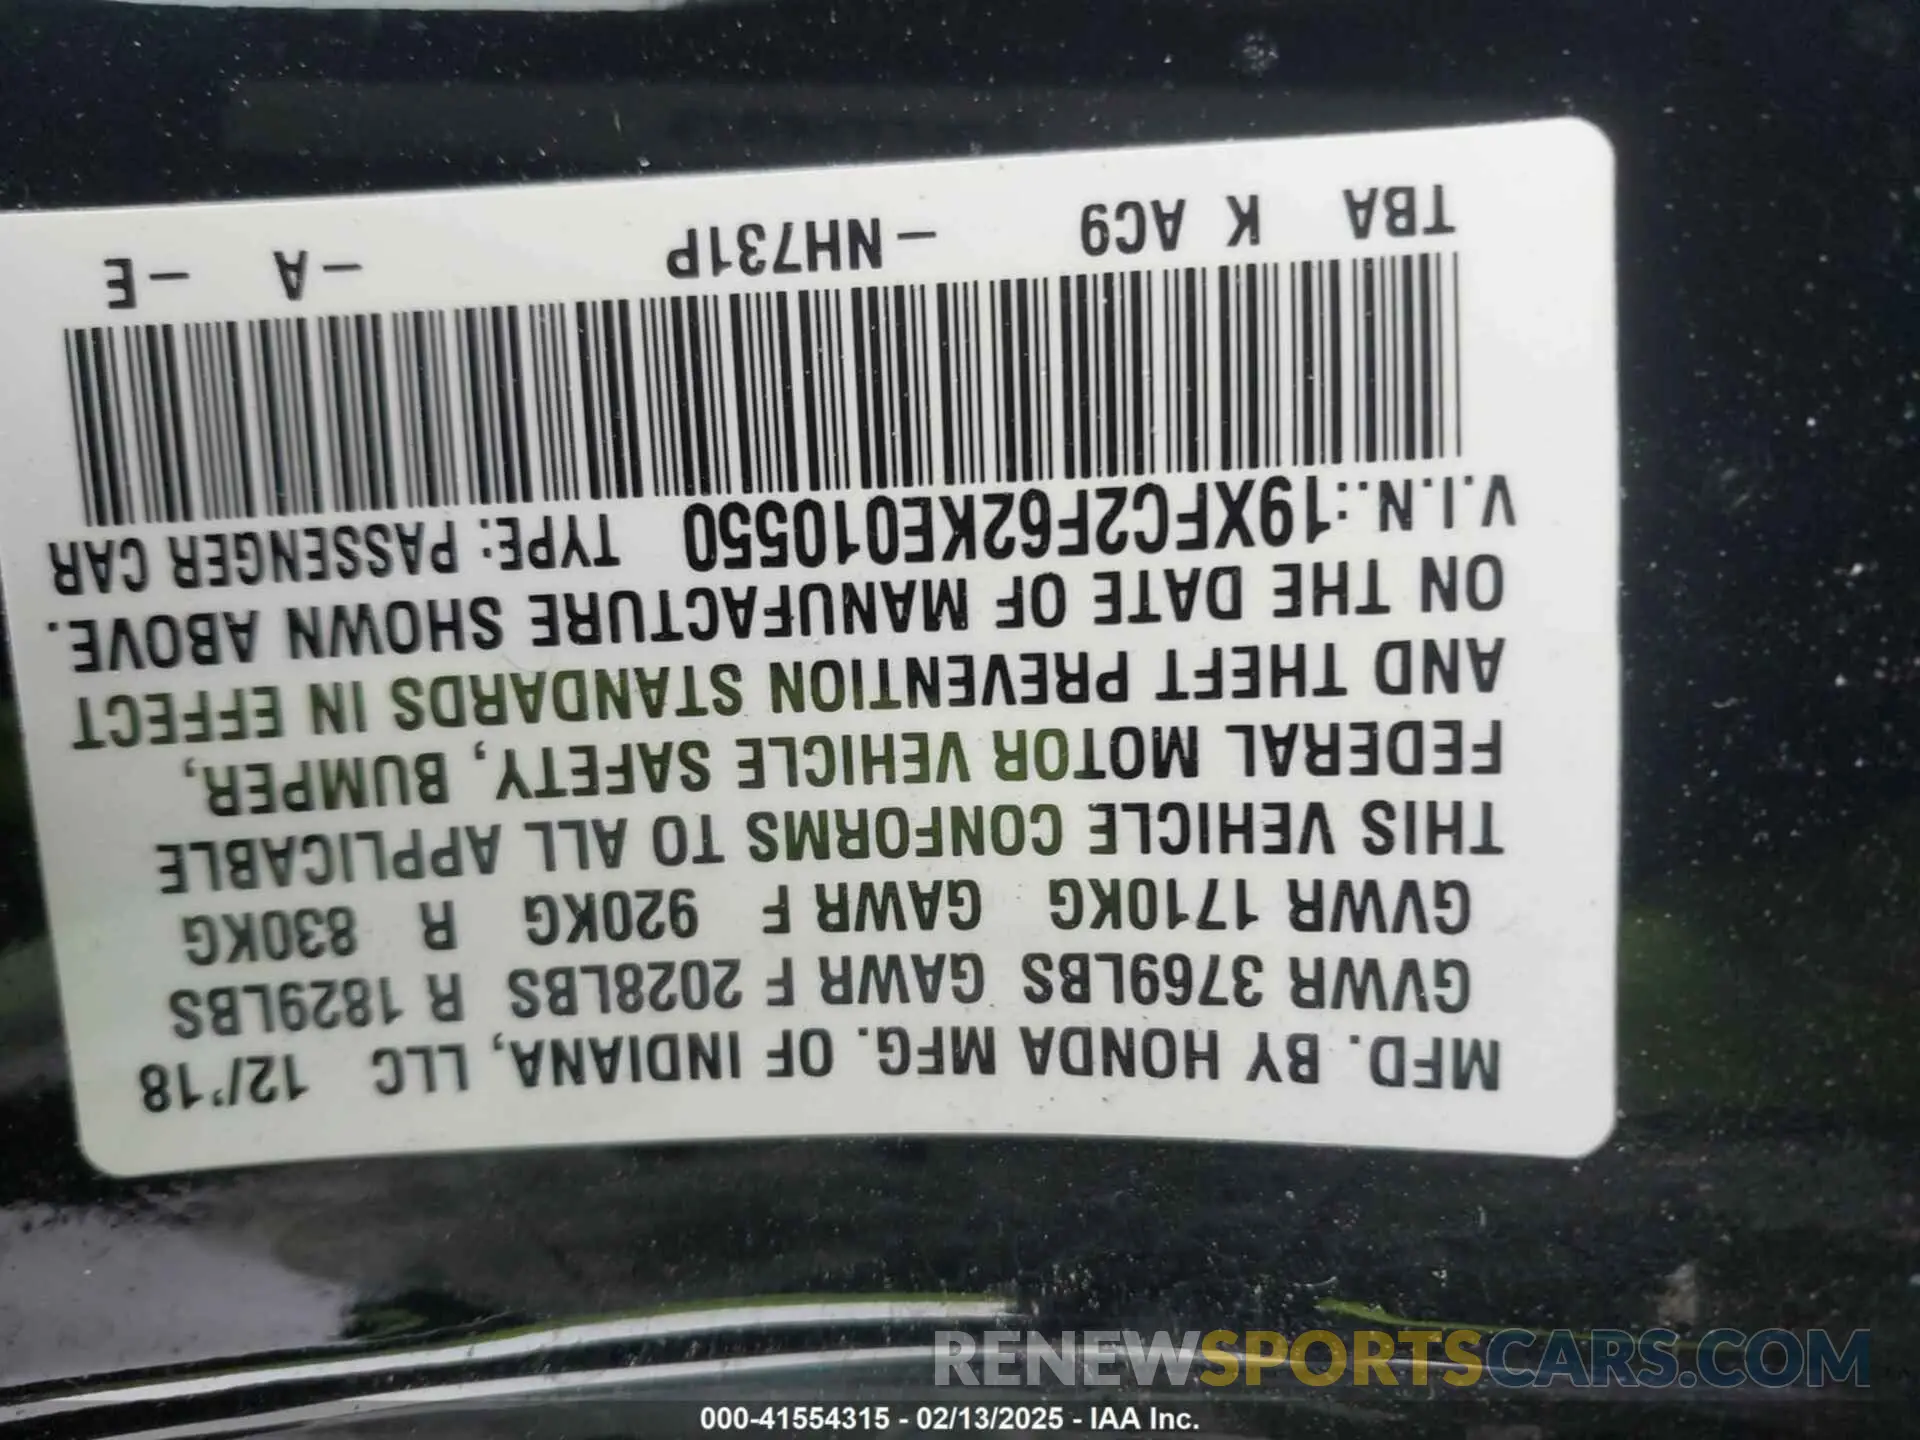 MFD. BY HONDA MFG. OF INDIANA, LLC 12/'18
GVWR 3769LBS GAWR F 2028LBS R 1829LBS
GVWR 1710KG GAWR F 920KG R 830KG
THIS VEHICLE CONFORMS TO ALL APPLICABLE
FEDERAL MOTOR VEHICLE SAFETY, BUMPER,
AND THEFT PREVENTION STANDARDS IN EFFECT
ON THE DATE OF MANUFACTURE SHOWN ABOVE.
V.I.N.:19XFC2F62KE010550 TYPE: PASSENGER CAR
TBA K AC9 –NH731P –A –E
RENEWSPORTSCARS.COM
000-41554315 - 02/13/2025 - IAA Inc.